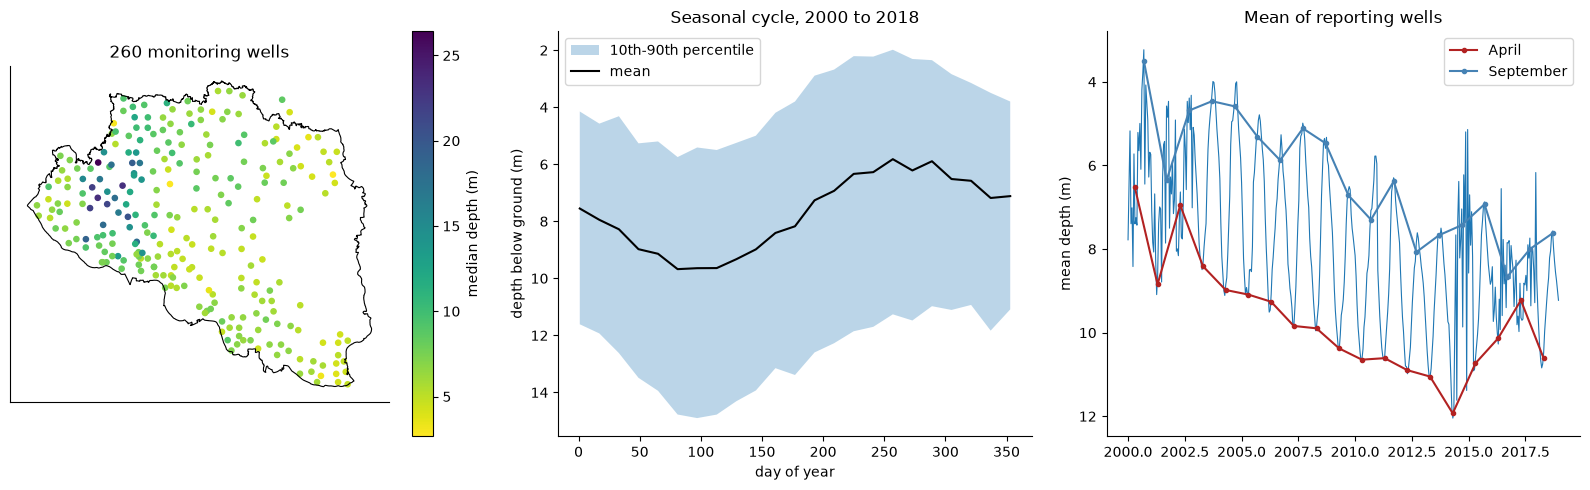 260 monitoring wells
25
20
15
10
5
median depth (m)
Seasonal cycle, 2000 to 2018
10th-90th percentile
mean
2
4
6
8
10
12
14
depth below ground (m)
0 50 100 150 200 250 300 350
day of year
Mean of reporting wells
April
September
4
6
8
10
12
mean depth (m)
2000.0 2002.5 2005.0 2007.5 2010.0 2012.5 2015.0 2017.5